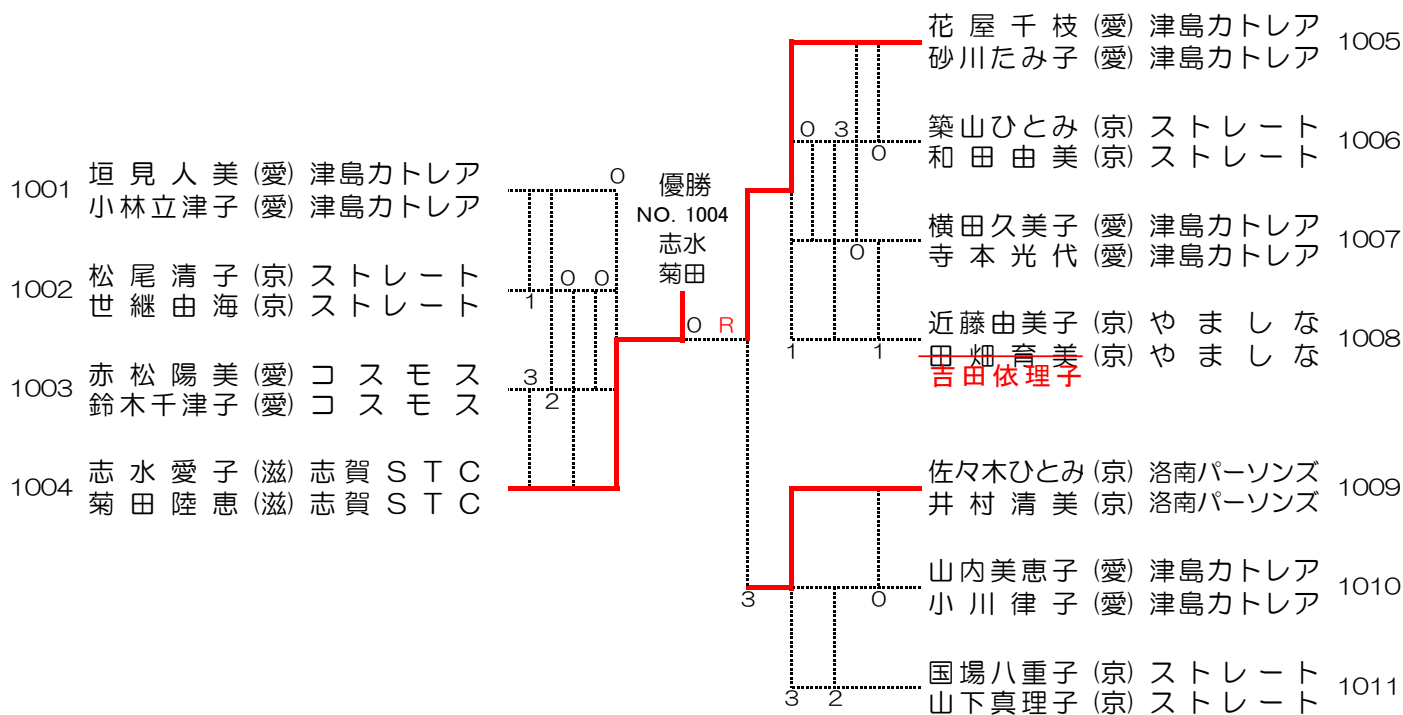 1001
垣見人美 (愛) 津島カトレア
小林立津子 (愛) 津島カトレア
0
1002
松尾清子 (京) ストレート
世継由海 (京) ストレート
1
0 0
1003
赤松陽美 (愛) コスモス
鈴木千津子 (愛) コスモス
3
2
1004
志水愛子 (滋) 志賀STC
菊田陸恵 (滋) 志賀STC
優勝
NO. 1004
志水
菊田
0 R
花屋千枝 (愛) 津島カトレア
砂川たみ子 (愛) 津島カトレア
1005
0 3
築山ひとみ (京) ストレート
和田由美 (京) ストレート
1006
0
横田久美子 (愛) 津島カトレア
寺本光代 (愛) 津島カトレア
1007
0
近藤由美子 (京) やましな
田畑育美 (京) やましな
吉田依理子
1008
1
1
佐々木ひとみ (京) 洛南パーソンズ
井村清美 (京) 洛南パーソンズ
1009
山内美恵子 (愛) 津島カトレア
小川律子 (愛) 津島カトレア
1010
3
0
国場八重子 (京) ストレート
山下真理子 (京) ストレート
1011
3 2